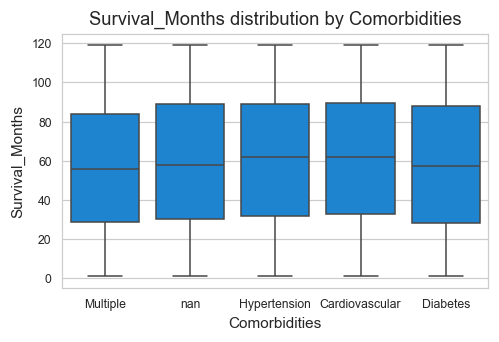 Survival_Months distribution by Comorbidities
Survival_Months
120
100
80
60
40
20
0
Multiple nan Hypertension Cardiovascular Diabetes
Comorbidities